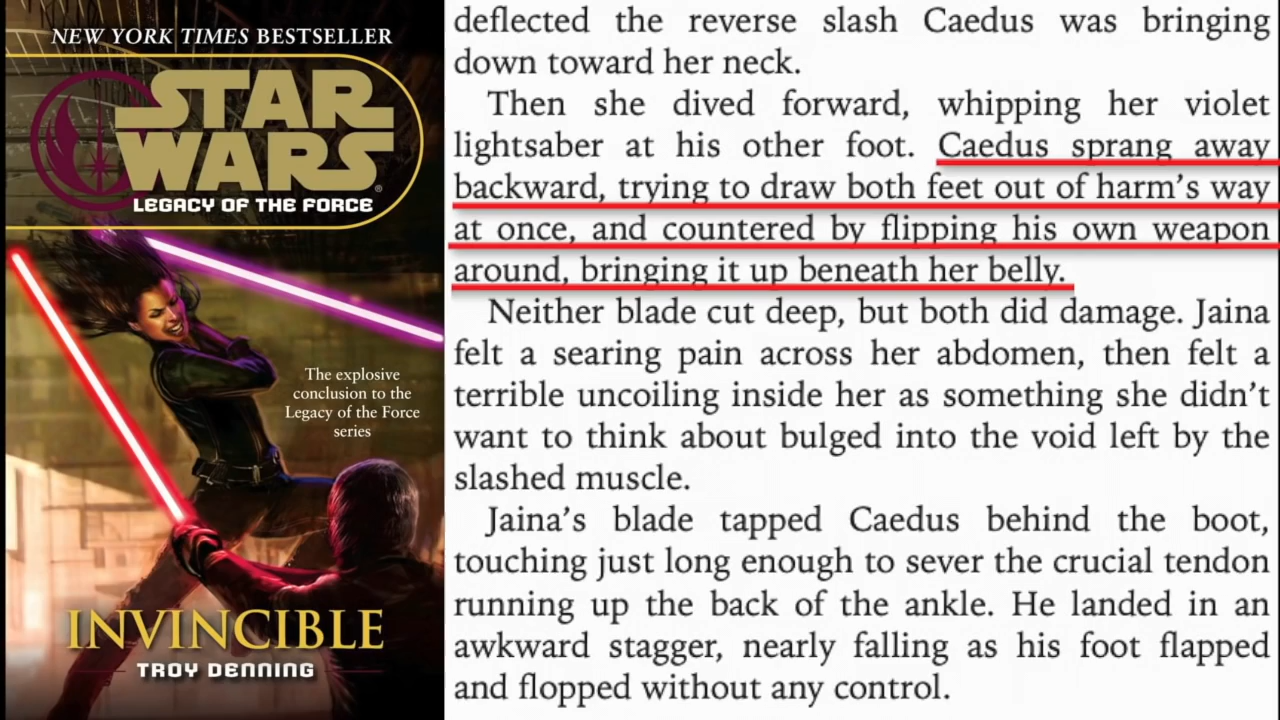 NEW YORK TIMES BESTSELLER
STAR
WARS
®
LEGACY OF THE FORCE
The explosive
conclusion to the
Legacy of the Force
series
INVINCIBLE
TROY DENNING
deflected the reverse slash Caedus was bringing
down toward her neck.
Then she dived forward, whipping her violet
lightsaber at his other foot. Caedus sprang away
backward, trying to draw both feet out of harm's way
at once, and countered by flipping his own weapon
around, bringing it up beneath her belly.
Neither blade cut deep, but both did damage. Jaina
felt a searing pain across her abdomen, then felt a
terrible uncoiling inside her as something she didn't
want to think about bulged into the void left by the
slashed muscle.
Jaina's blade tapped Caedus behind the boot,
touching just long enough to sever the crucial tendon
running up the back of the ankle. He landed in an
awkward stagger, nearly falling as his foot flapped
and flopped without any control.